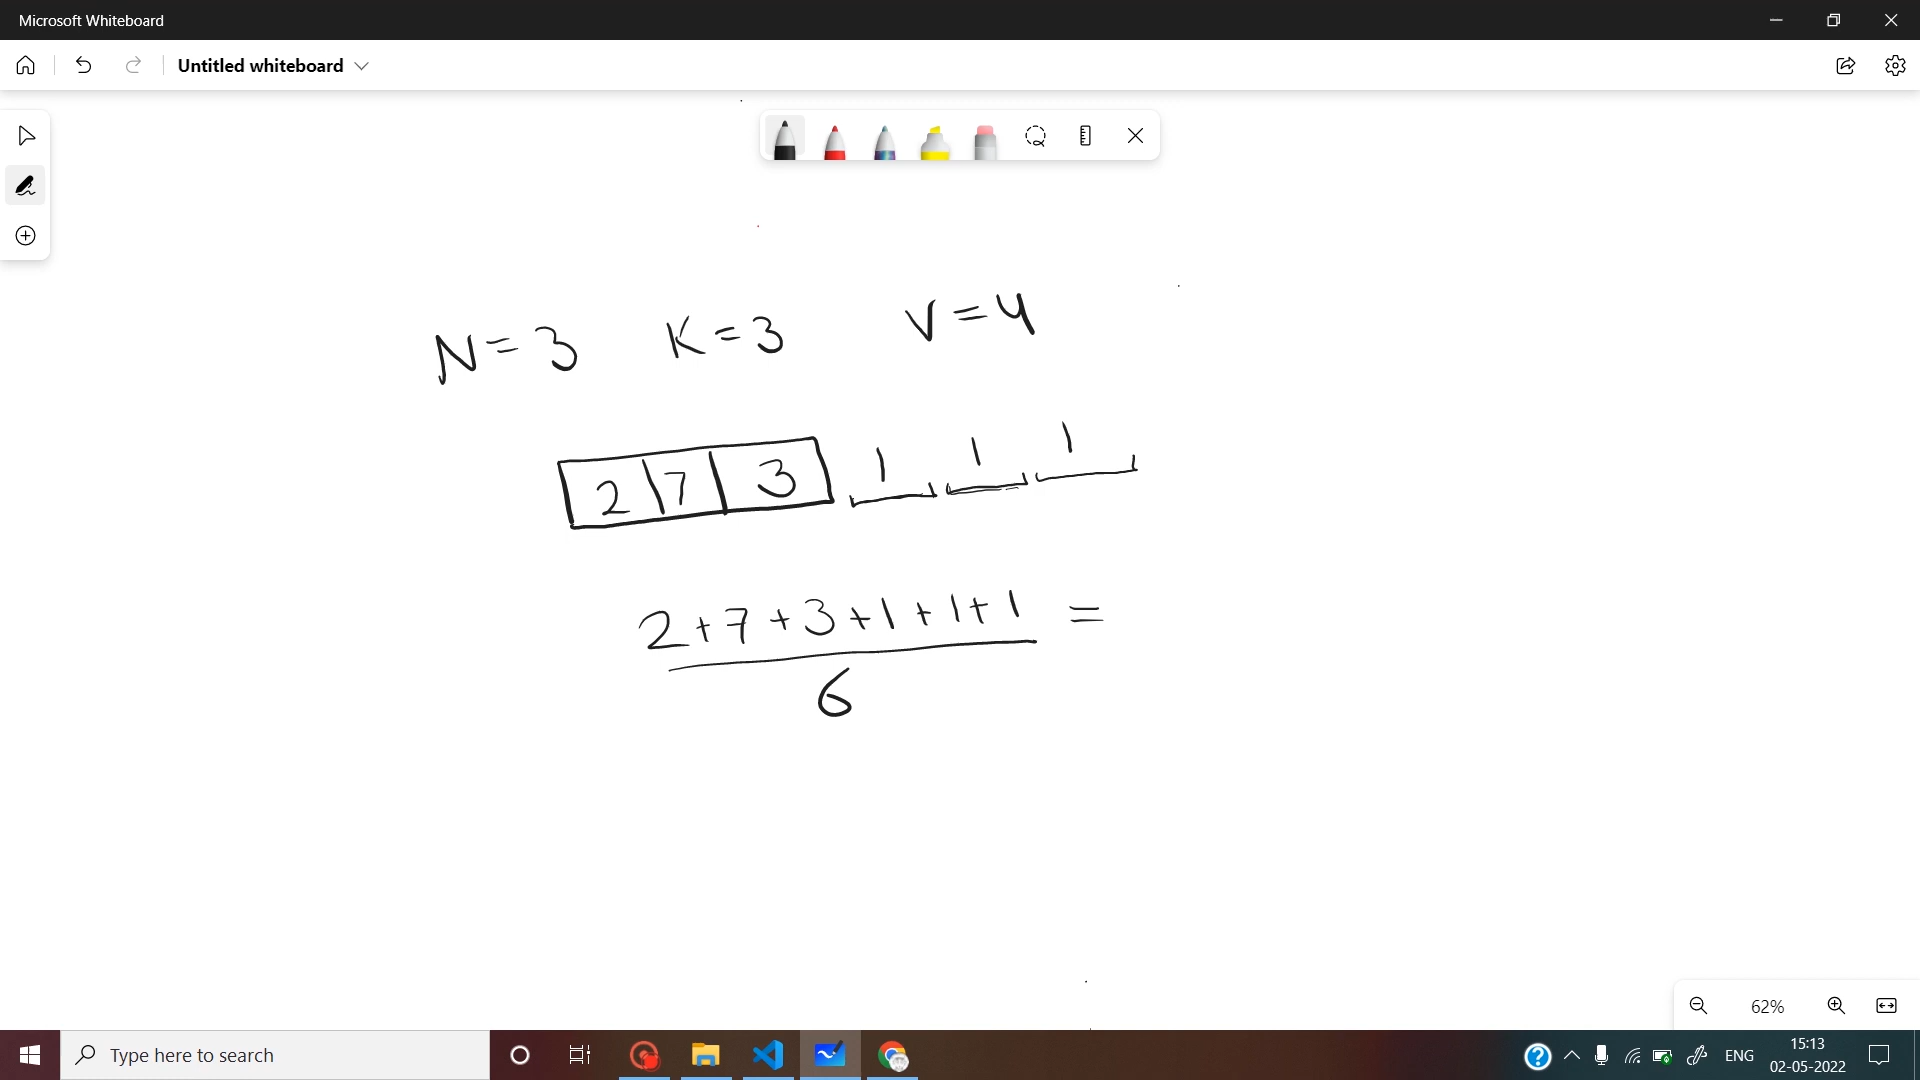 Microsoft Whiteboard
Untitled whiteboard
N=3 K=3 V=4
2 7 3 1 1 1
2+7+3+1+1+1 =
6
62%
Type here to search
ENG
15:13
02-05-2022